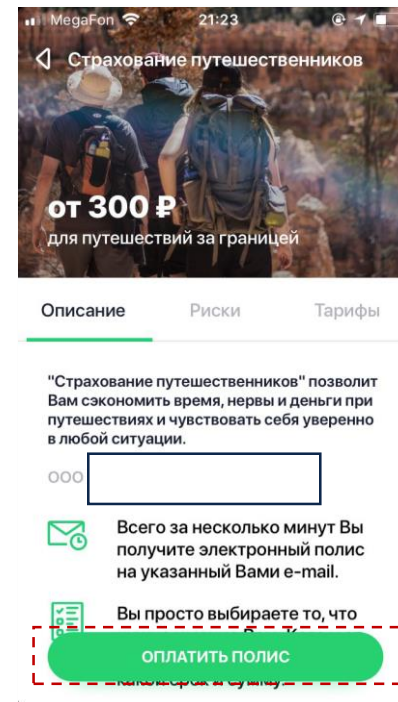 MegaFon 21:23
Страхование путешественников
от 300 ₽
для путешествий за границей
Описание Риски Тарифы
"Страхование путешественников" позволит
Вам сэкономить время, нервы и деньги при
путешествиях и чувствовать себя уверенно
в любой ситуации.
ООО
Всего за несколько минут Вы
получите электронный полис
на указанный Вами e-mail.
Вы просто выбираете то, что
ОПЛАТИТЬ ПОЛИС